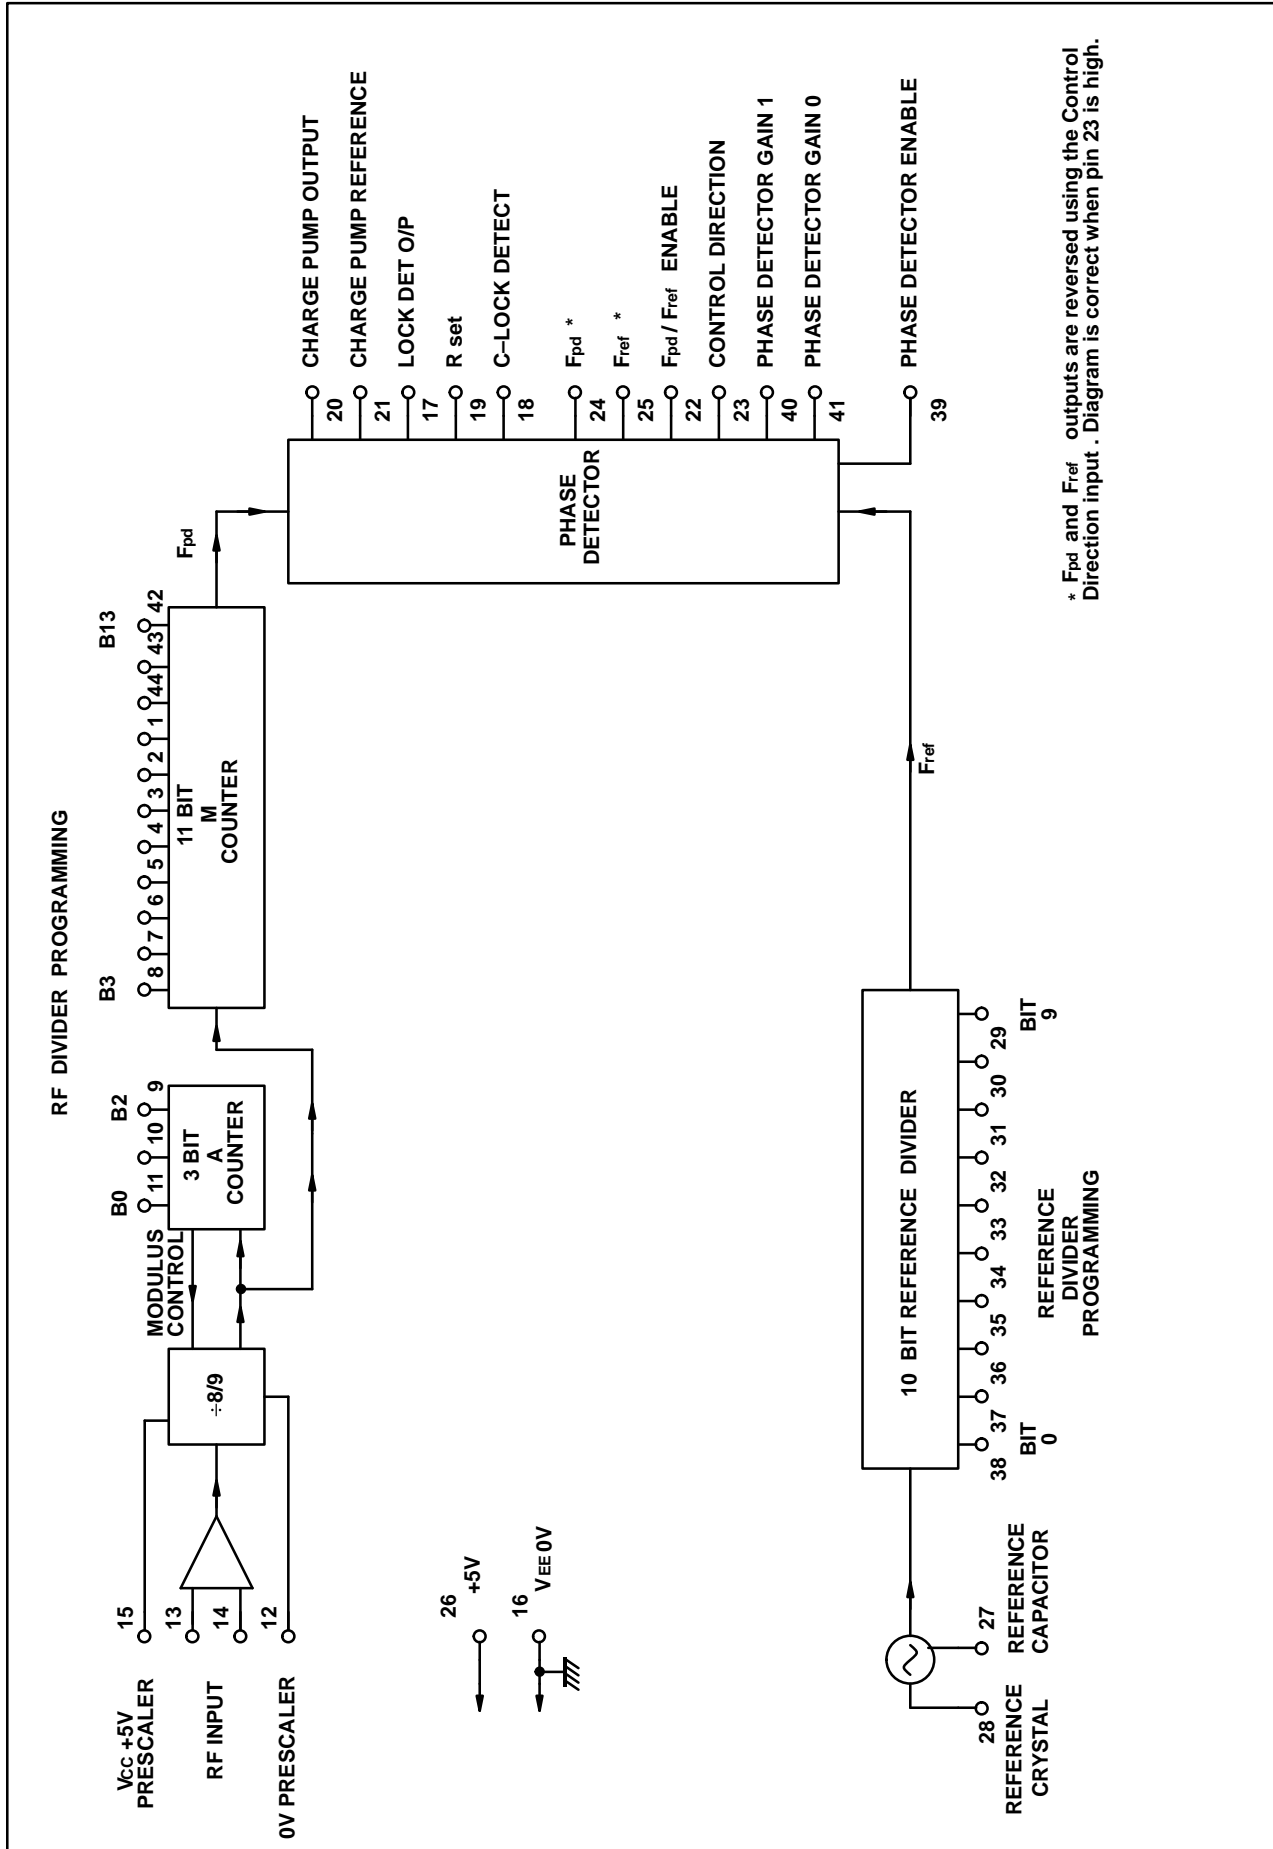 RF DIVIDER PROGRAMMING
B0
B2
B3
B13
11
10
9
8
7
6
5
4
3
2
1
44
43
42
VCC +5V
PRESCALER
15
RF INPUT
13
14
0V PRESCALER
12
÷8/9
MODULUS
CONTROL
3 BIT
A
COUNTER
11 BIT
M
COUNTER
Fpd
26
+5V
16
VEE 0V
PHASE
DETECTOR
20
CHARGE PUMP OUTPUT
21
CHARGE PUMP REFERENCE
17
LOCK DET O/P
19
R set
18
C–LOCK DETECT
24
Fpd *
25
Fref *
22
Fpd / Fref ENABLE
23
CONTROL DIRECTION
40
PHASE DETECTOR GAIN 1
41
PHASE DETECTOR GAIN 0
39
PHASE DETECTOR ENABLE
Fref
10 BIT REFERENCE DIVIDER
38
37
36
35
34
33
32
31
30
29
BIT
0
BIT
9
REFERENCE
DIVIDER
PROGRAMMING
28
REFERENCE
CRYSTAL
27
REFERENCE
CAPACITOR
* Fpd and Fref outputs are reversed using the Control
Direction input . Diagram is correct when pin 23 is high.